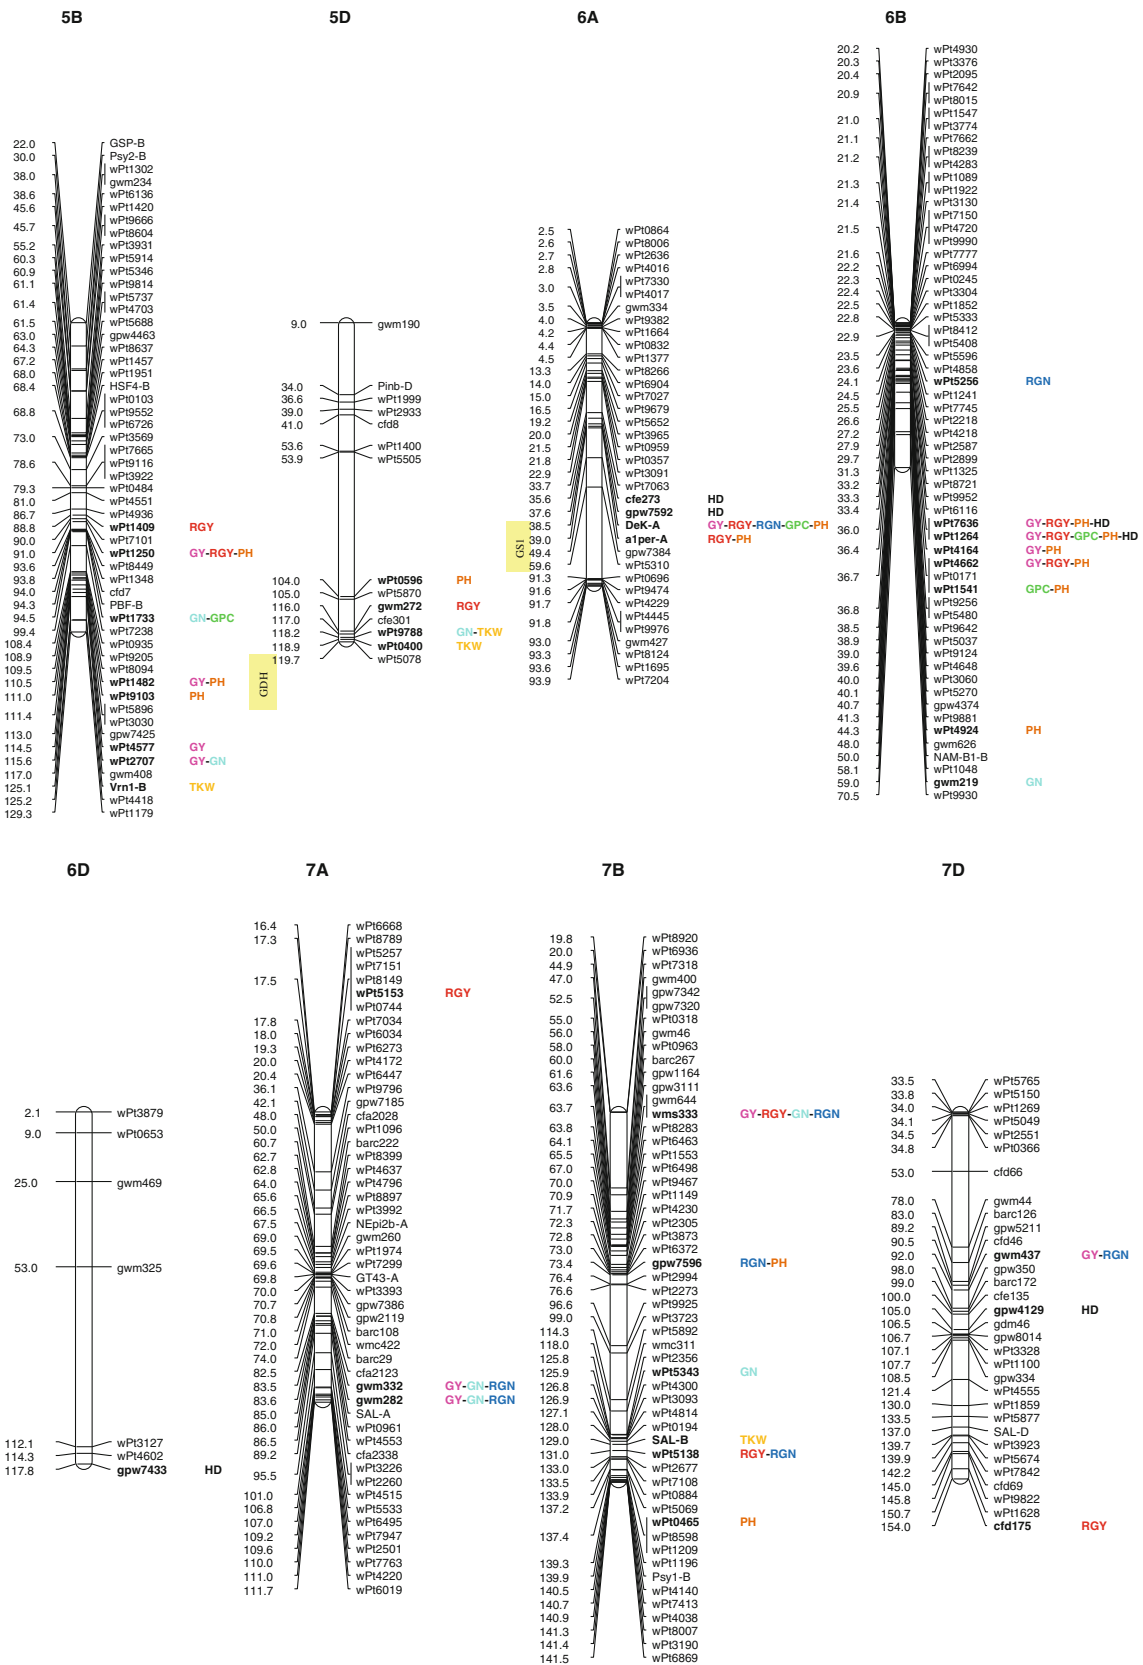 5B
22.0 GSP-B
30.0 Psy2-B
38.0 wPt1302
gwm234
38.6 wPt6136
45.6 wPt1420
45.7 wPt9666
wPt8604
55.2 wPt3931
60.3 wPt5914
60.9 wPt5346
61.1 wPt9814
61.4 wPt5737
wPt4703
61.5 wPt5688
63.0 gpw4463
64.3 wPt8637
67.2 wPt1457
68.0 wPt1951
68.4 HSF4-B
68.8 wPt0103
wPt9552
wPt6726
73.0 wPt3569
78.6 wPt7665
wPt9116
wPt3922
79.3 wPt0484
81.0 wPt4551
86.7 wPt4936
88.8 wPt1409 RGY
90.0 wPt7101
91.0 wPt1250 GY-RGY-PH
93.6 wPt8449
93.8 wPt1348
94.0 cfd7
94.3 PBF-B
94.5 wPt1733 GN-GPC
99.4 wPt7238
108.4 wPt0935
108.9 wPt9205
109.5 wPt8094
110.5 wPt1482 GY-PH
111.0 wPt9103 PH
111.4 wPt5896
wPt3030
113.0 gpw7425
114.5 wPt4577 GY
115.6 wPt2707 GY-GN
117.0 gwm408
125.1 Vrn1-B TKW
125.2 wPt4418
129.3 wPt1179
5D
9.0 gwm190
34.0 Pinb-D
36.6 wPt1999
39.0 wPt2933
41.0 cfd8
53.6 wPt1400
53.9 wPt5505
104.0 wPt0596 PH
105.0 wPt5870
116.0 gwm272 RGY
117.0 cfe301
118.2 wPt9788 GN-TKW
118.9 wPt0400 TKW
119.7 wPt5078
GDH
6A
2.5 wPt0864
2.6 wPt8006
2.7 wPt2636
2.8 wPt4016
3.0 wPt7330
wPt4017
3.5 gwm334
4.0 wPt9382
4.2 wPt1664
4.4 wPt0832
4.5 wPt1377
13.3 wPt8266
14.0 wPt6904
15.0 wPt7027
16.5 wPt9679
19.2 wPt5652
20.0 wPt3965
21.5 wPt0959
21.8 wPt0357
22.9 wPt3091
33.7 wPt7063
35.6 cfe273 HD
37.6 gpw7592 HD
38.5 DeK-A GY-RGY-RGN-GPC-PH
39.0 a1per-A RGY-PH
49.4 gpw7384
59.6 wPt5310
91.3 wPt0696
91.6 wPt9474
91.7 wPt4229
91.8 wPt4445
wPt9976
93.0 gwm427
93.3 wPt8124
93.6 wPt1695
93.9 wPt7204
GS1
6B
20.2 wPt4930
20.3 wPt3376
20.4 wPt2095
20.9 wPt7642
wPt8015
21.0 wPt1547
wPt3774
21.1 wPt7662
21.2 wPt8239
wPt4283
21.3 wPt1089
wPt1922
21.4 wPt3130
21.5 wPt7150
wPt4720
wPt9990
21.6 wPt7777
22.2 wPt6994
22.3 wPt0245
22.4 wPt3304
22.5 wPt1852
22.8 wPt5333
22.9 wPt8412
wPt5408
23.5 wPt5596
23.6 wPt4858
24.1 wPt5256 RGN
24.5 wPt1241
25.5 wPt7745
26.6 wPt2218
27.2 wPt4218
27.9 wPt2587
29.7 wPt2899
31.3 wPt1325
33.2 wPt8721
33.3 wPt9952
33.4 wPt6116
36.0 wPt7636 GY-RGY-PH-HD
wPt1264 GY-RGY-GPC-PH-HD
36.4 wPt4164 GY-PH
wPt4662 GY-RGY-PH
36.7 wPt0171
wPt1541 GPC-PH
36.8 wPt9256
wPt5480
38.5 wPt9642
38.9 wPt5037
39.0 wPt9124
39.6 wPt4648
40.0 wPt3060
40.1 wPt5270
40.7 gpw4374
41.3 wPt9881
44.3 wPt4924 PH
48.0 gwm626
50.0 NAM-B1-B
58.1 wPt1048
59.0 gwm219 GN
70.5 wPt9930
6D
2.1 wPt3879
9.0 wPt0653
25.0 gwm469
53.0 gwm325
112.1 wPt3127
114.3 wPt4602
117.8 gpw7433 HD
7A
16.4 wPt6668
17.3 wPt8789
17.5 wPt5257
wPt7151
wPt8149
wPt5153 RGY
wPt0744
17.8 wPt7034
18.0 wPt6034
19.3 wPt6273
20.0 wPt4172
20.4 wPt6447
36.1 wPt9796
42.1 gpw7185
48.0 cfa2028
50.0 wPt1096
60.7 barc222
62.7 wPt8399
62.8 wPt4637
64.0 wPt4796
65.6 wPt8897
66.5 wPt3992
67.5 NEpi2b-A
69.0 gwm260
69.5 wPt1974
69.6 wPt7299
69.8 GT43-A
70.0 wPt3393
70.7 gpw7386
70.8 gpw2119
71.0 barc108
72.0 wmc422
74.0 barc29
82.5 cfa2123
83.5 gwm332 GY-GN-RGN
83.6 gwm282 GY-GN-RGN
85.0 SAL-A
86.0 wPt0961
86.5 wPt4553
89.2 cfa2338
95.5 wPt3226
wPt2260
101.0 wPt4515
106.8 wPt5533
107.0 wPt6495
109.2 wPt7947
109.6 wPt2501
110.0 wPt7763
111.0 wPt4220
111.7 wPt6019
7B
19.8 wPt8920
20.0 wPt6936
44.9 wPt7318
47.0 gwm400
52.5 gpw7342
gpw7320
55.0 wPt0318
56.0 gwm46
58.0 wPt0963
60.0 barc267
61.6 gpw1164
63.6 gpw3111
63.7 gwm644
wms333 GY-RGY-GN-RGN
63.8 wPt8283
64.1 wPt6463
65.5 wPt1553
67.0 wPt6498
70.0 wPt9467
70.9 wPt1149
71.7 wPt4230
72.3 wPt2305
72.8 wPt3873
73.0 wPt6372
73.4 gpw7596 RGN-PH
76.4 wPt2994
76.6 wPt2273
96.6 wPt9925
99.0 wPt3723
114.3 wPt5892
118.0 wmc311
125.8 wPt2356
125.9 wPt5343 GN
126.8 wPt4300
126.9 wPt3093
127.1 wPt4814
128.0 wPt0194
129.0 SAL-B TKW
131.0 wPt5138 RGY-RGN
133.0 wPt2677
133.5 wPt7108
133.9 wPt0884
137.2 wPt5069
137.4 wPt0465 PH
wPt8598
wPt1209
139.3 wPt1196
139.9 Psy1-B
140.5 wPt4140
140.7 wPt7413
140.9 wPt4038
141.3 wPt8007
141.4 wPt3190
141.5 wPt6869
7D
33.5 wPt5765
33.8 wPt5150
34.0 wPt1269
34.1 wPt5049
34.5 wPt2551
34.8 wPt0366
53.0 cfd66
78.0 gwm44
83.0 barc126
89.2 gpw5211
90.5 cfd46
92.0 gwm437 GY-RGN
98.0 gpw350
99.0 barc172
100.0 cfe135
105.0 gpw4129 HD
106.5 gdm46
106.7 gpw8014
107.1 wPt3328
107.7 wPt1100
108.5 gpw334
121.4 wPt4555
130.0 wPt1859
133.5 wPt5877
137.0 SAL-D
139.7 wPt3923
139.9 wPt5674
142.2 wPt7842
145.0 cfd69
145.8 wPt9822
150.7 wPt1628
154.0 cfd175 RGY